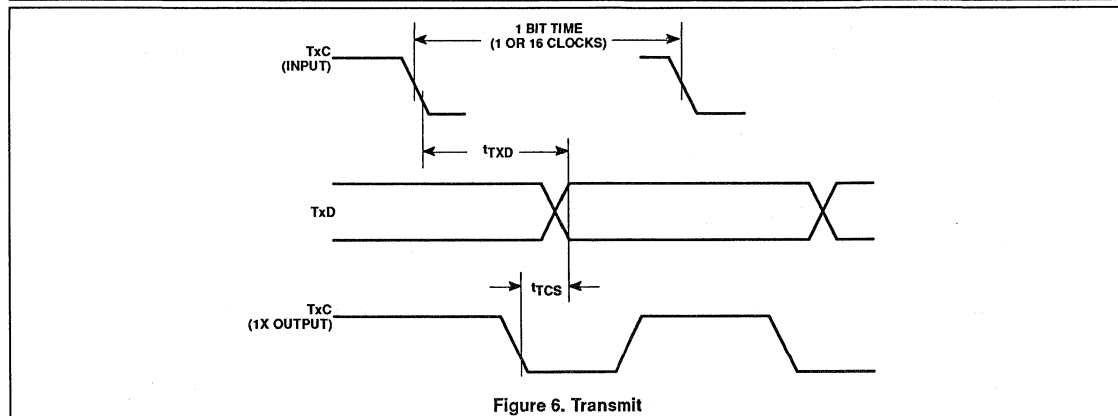 1 BIT TIME
(1 OR 16 CLOCKS)
TxC
(INPUT)
tTXD
TxD
tTCS
TxC
(1X OUTPUT)
Figure 6. Transmit